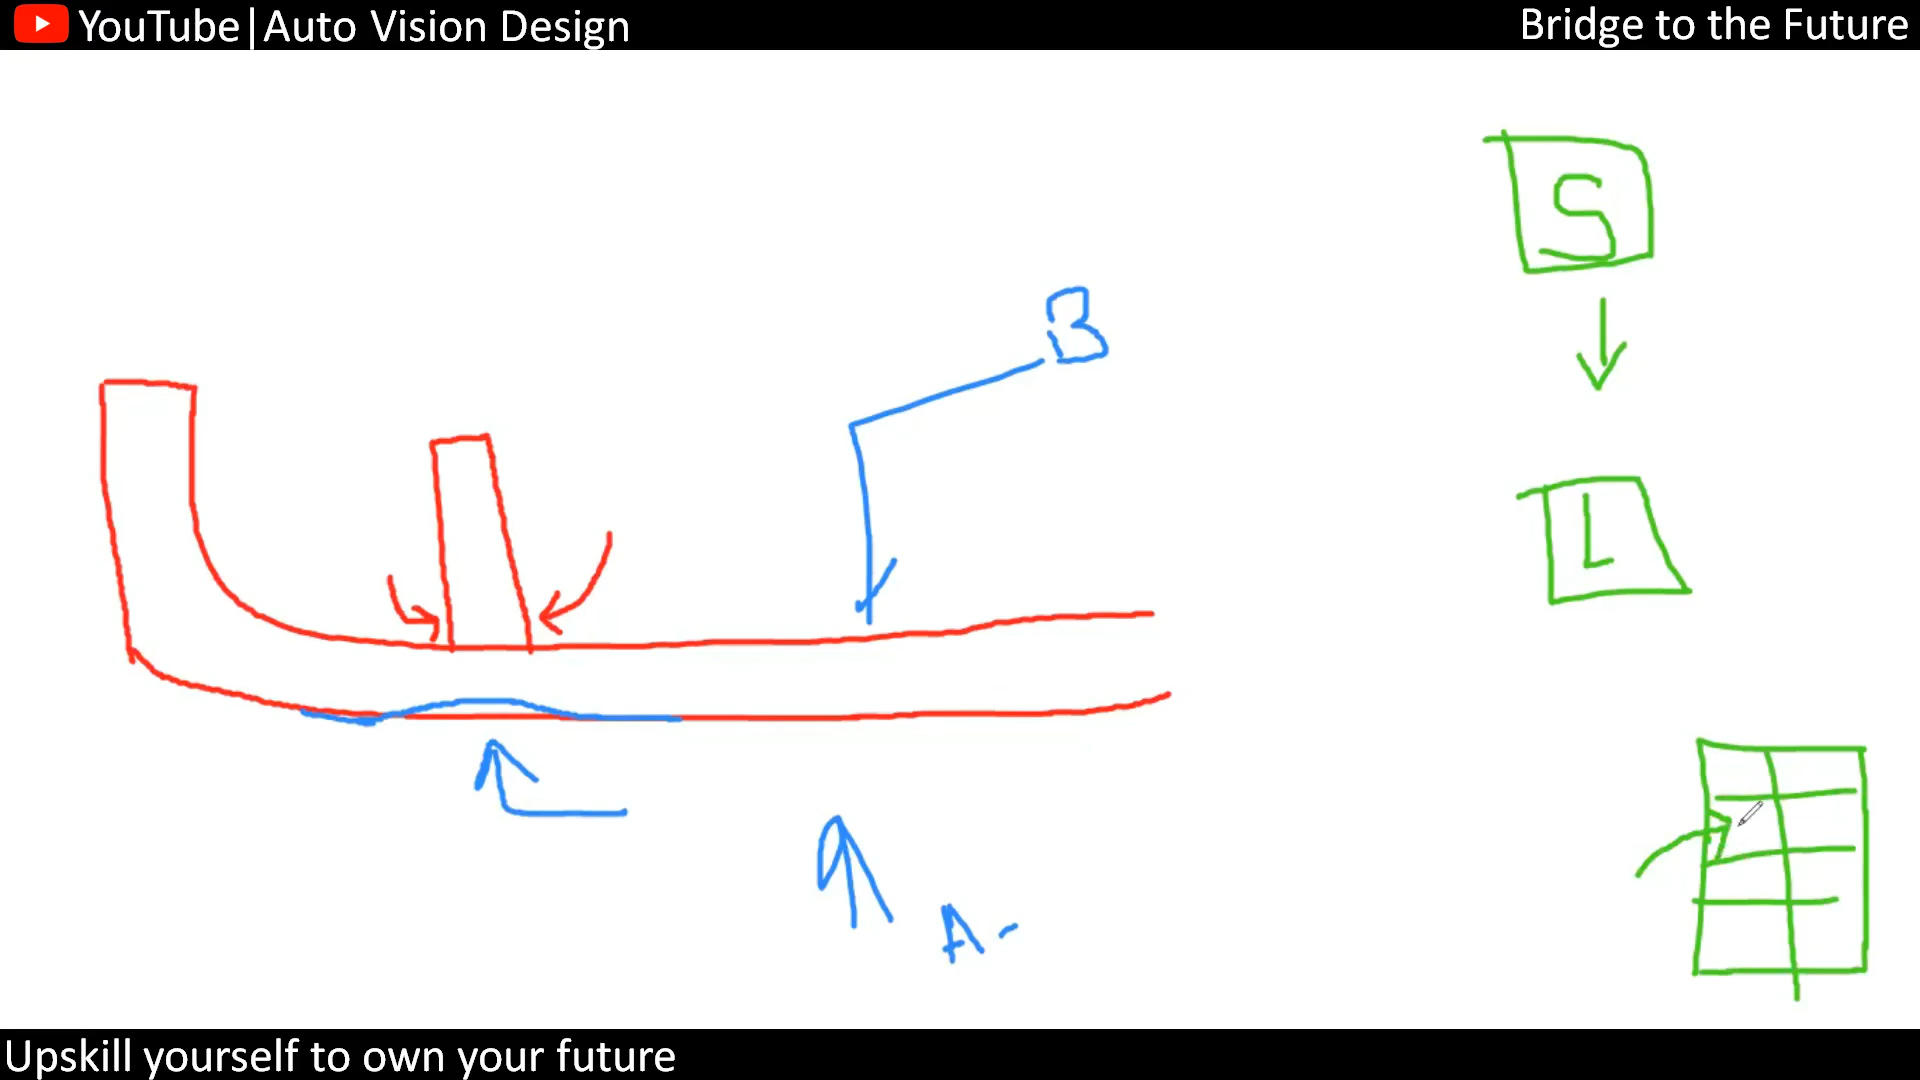 YouTube|Auto Vision Design
Bridge to the Future
S
B
L
A-
Upskill yourself to own your future